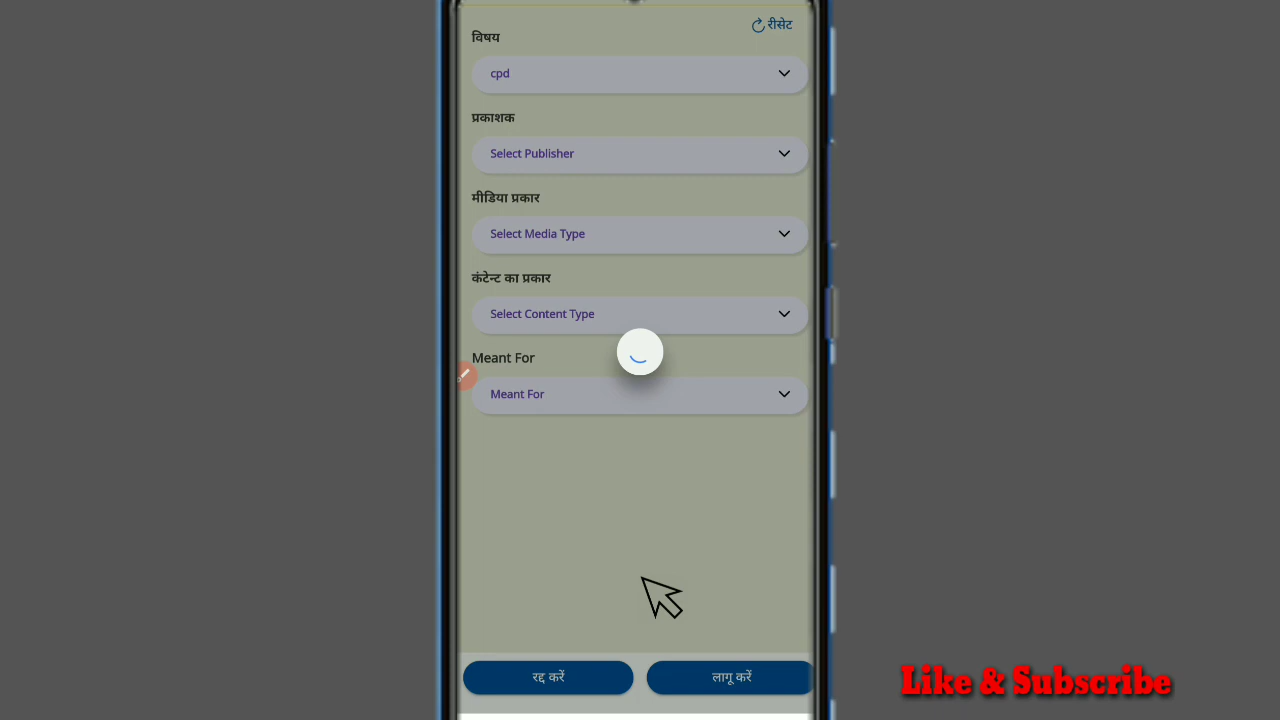 रीसेट
विषय
cpd
प्रकाशक
Select Publisher
मीडिया प्रकार
Select Media Type
कंटेन्ट का प्रकार
Select Content Type
Meant For
Meant For
रद्द करें
लागू करें
Like & Subscribe